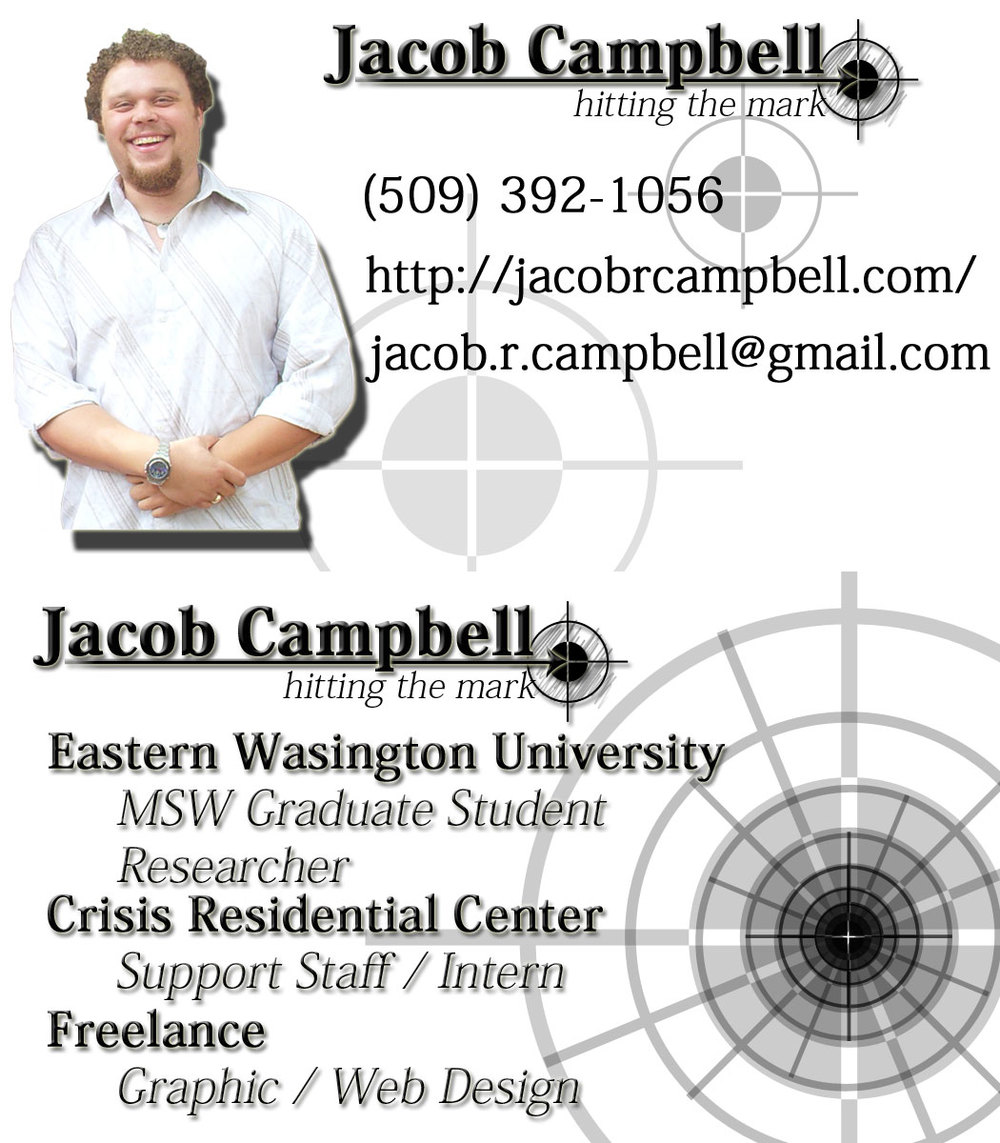 Jacob Campbell
hitting the mark
(509) 392-1056
http://jacobrcampbell.com/
jacob.r.campbell@gmail.com
Jacob Campbell
hitting the mark
Eastern Wasington University
MSW Graduate Student
Researcher
Crisis Residential Center
Support Staff / Intern
Freelance
Graphic / Web Design